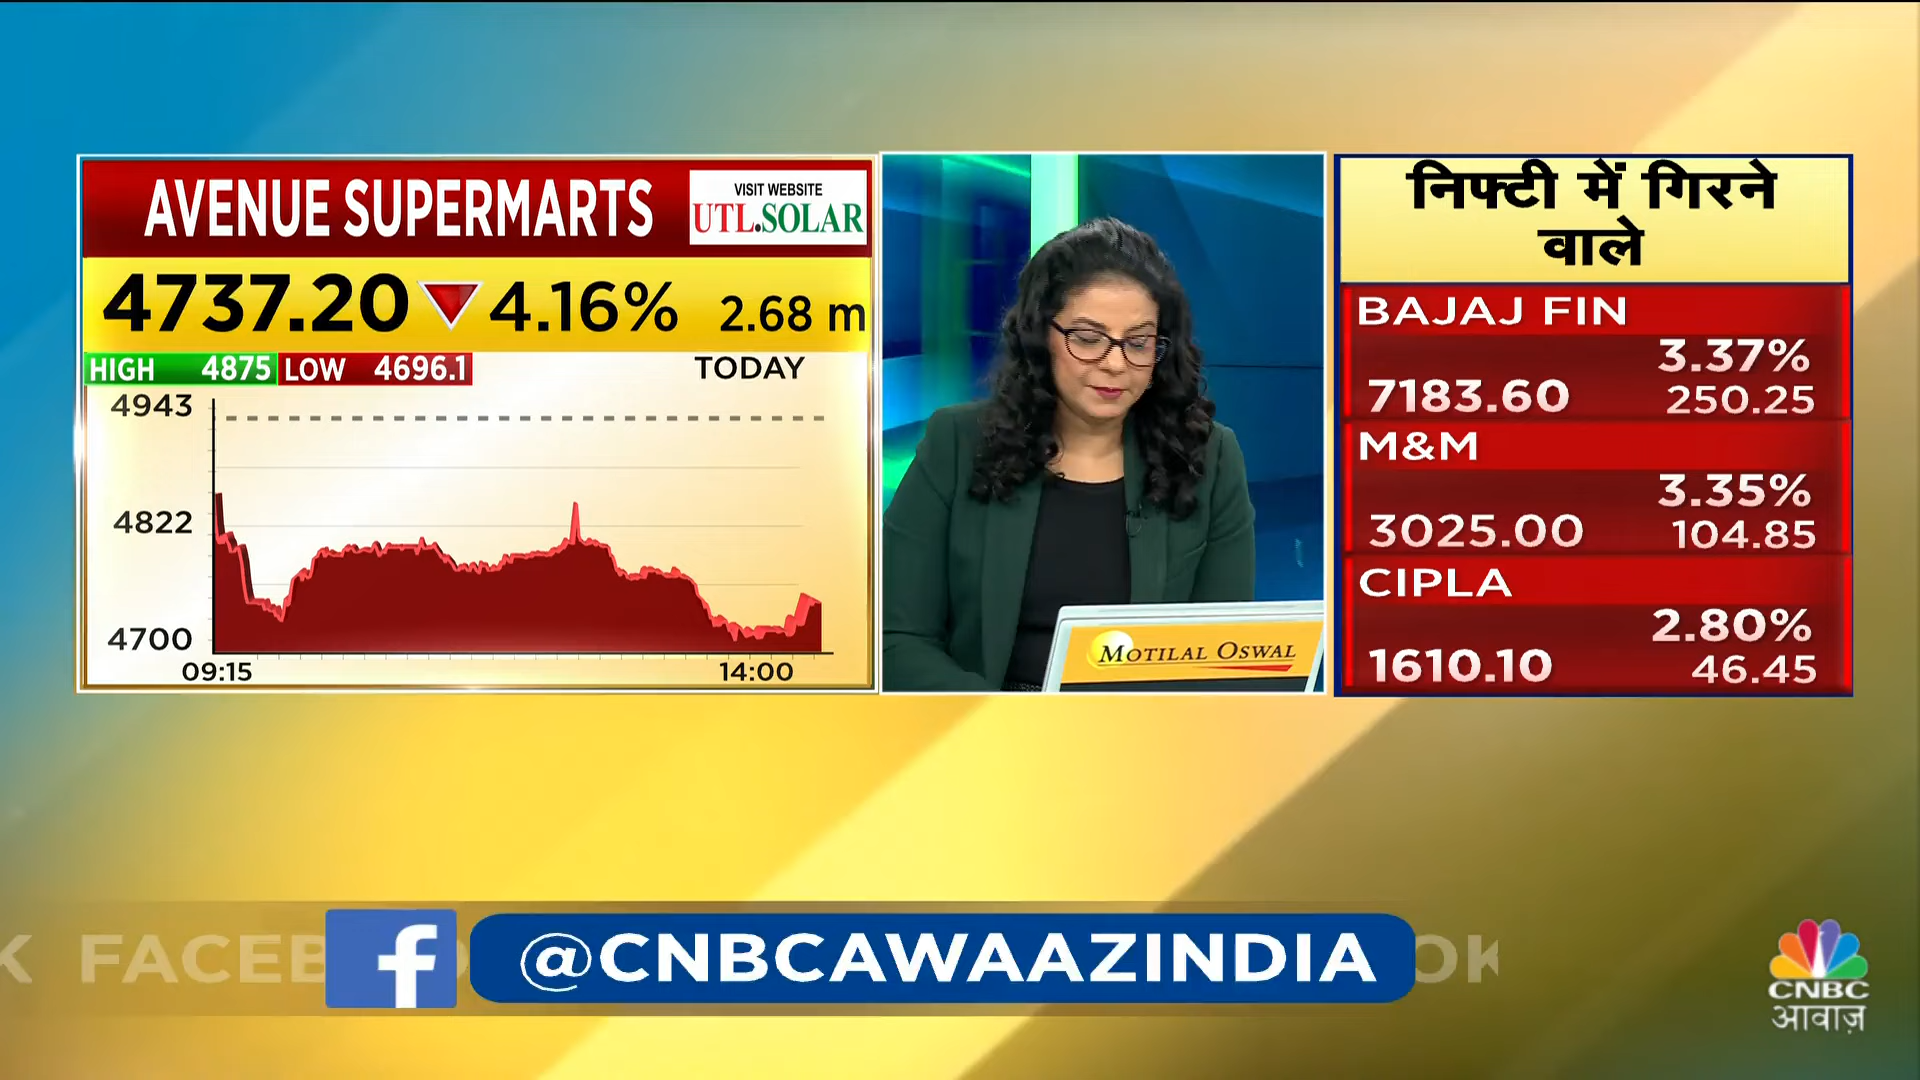 AVENUE SUPERMARTS
VISIT WEBSITE
UTL.SOLAR
4737.20 4.16% 2.68 m
HIGH 4875 LOW 4696.1 TODAY
4943
4822
4700
09:15 14:00
MOTILAL OSWAL
निफ्टी में गिरने
वाले
BAJAJ FIN
3.37%
7183.60 250.25
M&M
3.35%
3025.00 104.85
CIPLA
2.80%
1610.10 46.45
K FACEB OK
f @CNBCAWAAZINDIA
CNBC
आवाज़